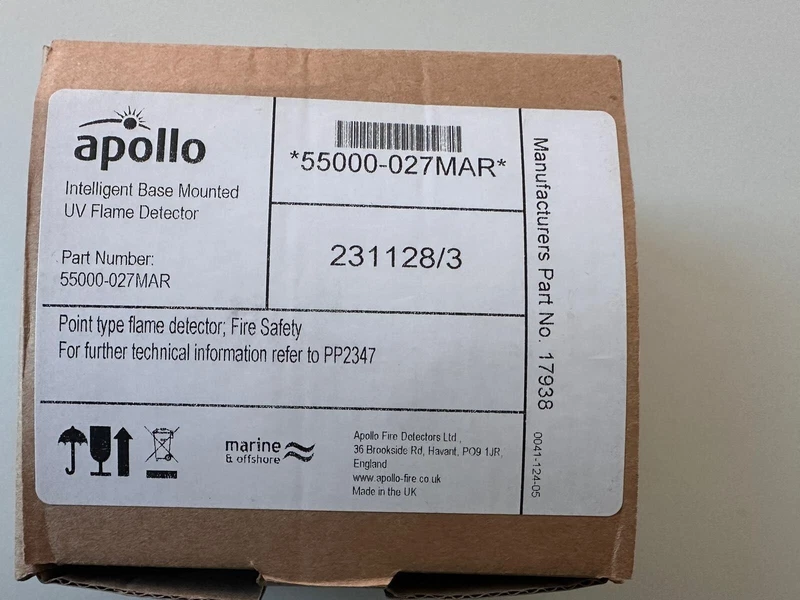 apollo
Intelligent Base Mounted
UV Flame Detector
Part Number:
55000-027MAR
*55000-027MAR*
231128/3
Point type flame detector; Fire Safety
For further technical information refer to PP2347
marine
& offshore
Apollo Fire Detectors Ltd.,
36 Brookside Rd, Havant, PO9 1JR,
England
www.apollo-fire.co.uk
Made in the UK
Manufacturers Part No. 17938
0041-124-05